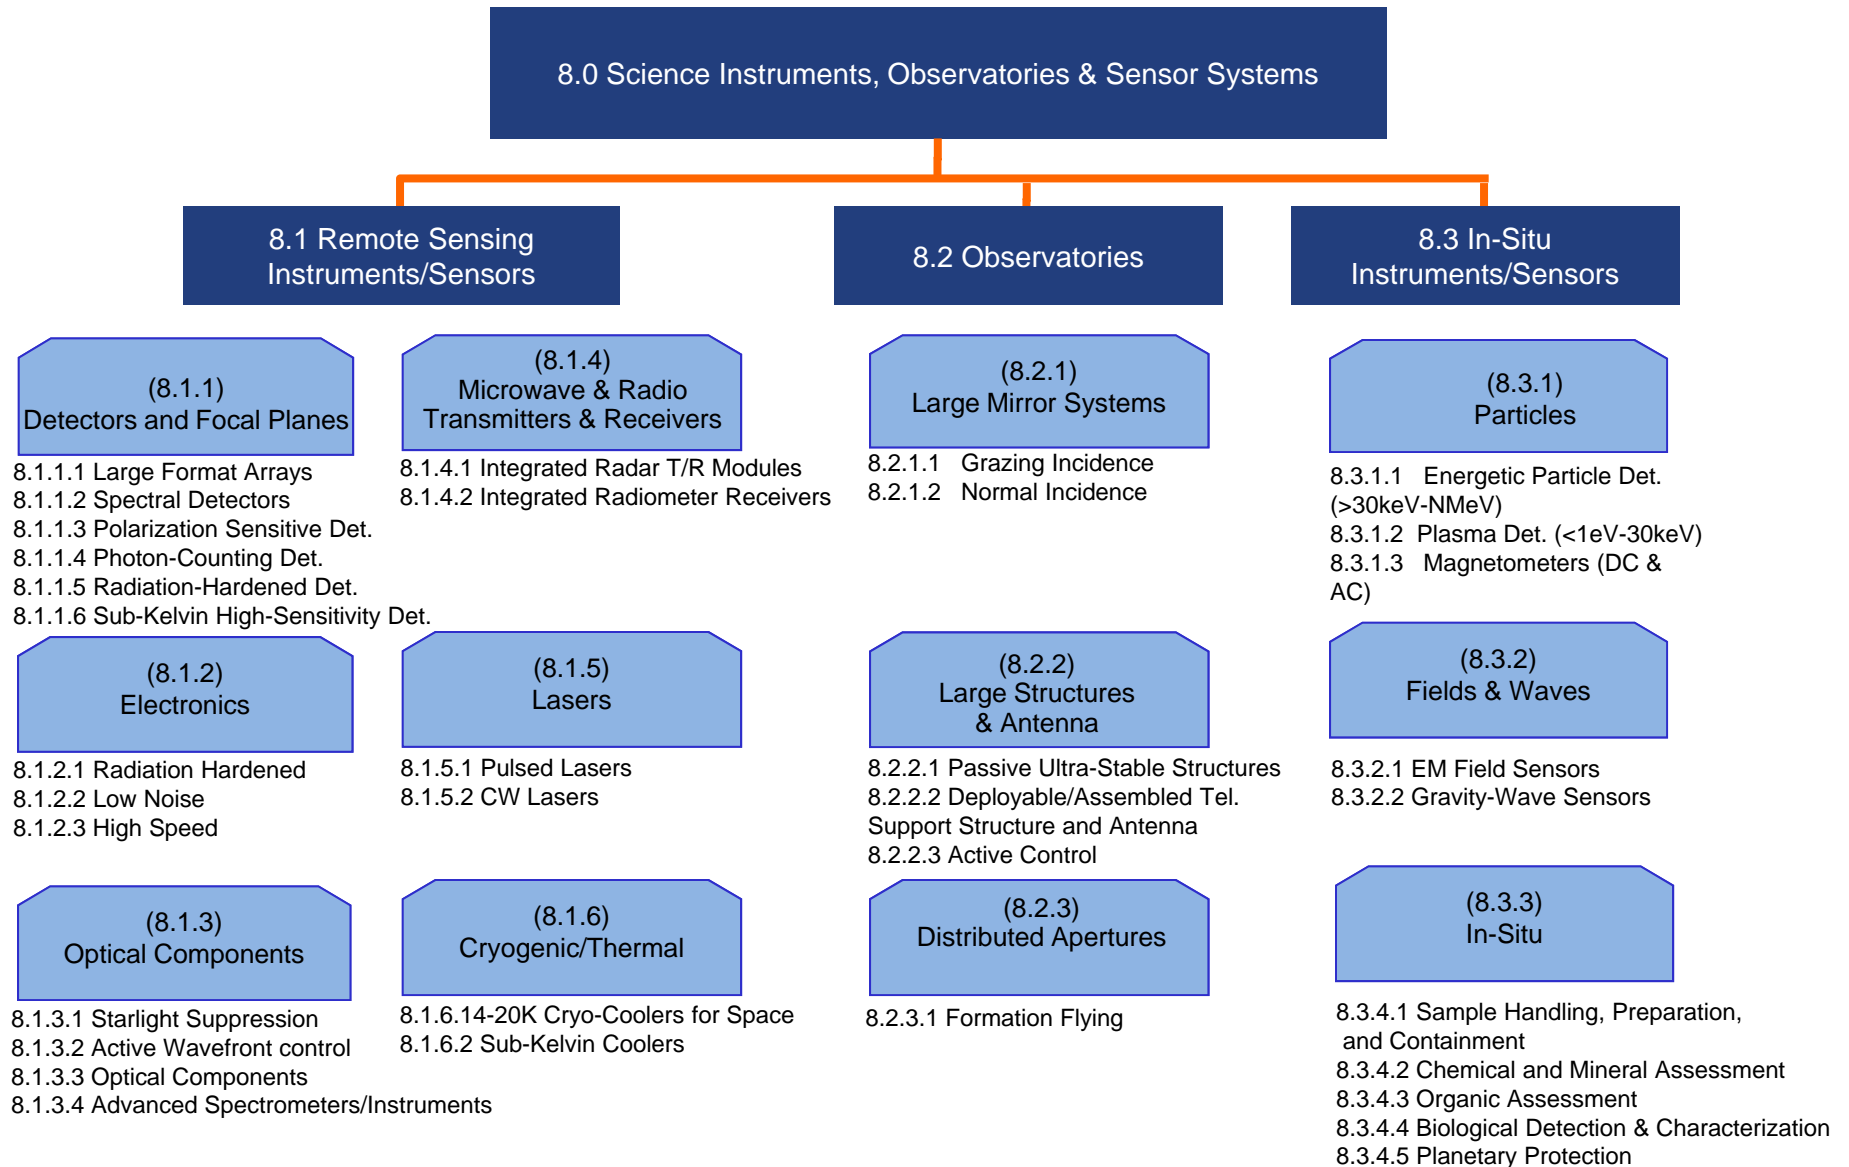 8.0 Science Instruments, Observatories & Sensor Systems
8.1 Remote Sensing
Instruments/Sensors
8.2 Observatories
8.3 In-Situ
Instruments/Sensors
(8.1.1)
Detectors and Focal Planes
8.1.1.1 Large Format Arrays
8.1.1.2 Spectral Detectors
8.1.1.3 Polarization Sensitive Det.
8.1.1.4 Photon-Counting Det.
8.1.1.5 Radiation-Hardened Det.
8.1.1.6 Sub-Kelvin High-Sensitivity Det.
(8.1.2)
Electronics
8.1.2.1 Radiation Hardened
8.1.2.2 Low Noise
8.1.2.3 High Speed
(8.1.3)
Optical Components
8.1.3.1 Starlight Suppression
8.1.3.2 Active Wavefront control
8.1.3.3 Optical Components
8.1.3.4 Advanced Spectrometers/Instruments
(8.1.4)
Microwave & Radio
Transmitters & Receivers
8.1.4.1 Integrated Radar T/R Modules
8.1.4.2 Integrated Radiometer Receivers
(8.1.5)
Lasers
8.1.5.1 Pulsed Lasers
8.1.5.2 CW Lasers
(8.1.6)
Cryogenic/Thermal
8.1.6.14-20K Cryo-Coolers for Space
8.1.6.2 Sub-Kelvin Coolers
(8.2.1)
Large Mirror Systems
8.2.1.1 Grazing Incidence
8.2.1.2 Normal Incidence
(8.2.2)
Large Structures
& Antenna
8.2.2.1 Passive Ultra-Stable Structures
8.2.2.2 Deployable/Assembled Tel.
Support Structure and Antenna
8.2.2.3 Active Control
(8.2.3)
Distributed Apertures
8.2.3.1 Formation Flying
(8.3.1)
Particles
8.3.1.1 Energetic Particle Det.
(>30keV-NMeV)
8.3.1.2 Plasma Det. (<1eV-30keV)
8.3.1.3 Magnetometers (DC &
AC)
(8.3.2)
Fields & Waves
8.3.2.1 EM Field Sensors
8.3.2.2 Gravity-Wave Sensors
(8.3.3)
In-Situ
8.3.4.1 Sample Handling, Preparation,
and Containment
8.3.4.2 Chemical and Mineral Assessment
8.3.4.3 Organic Assessment
8.3.4.4 Biological Detection & Characterization
8.3.4.5 Planetary Protection